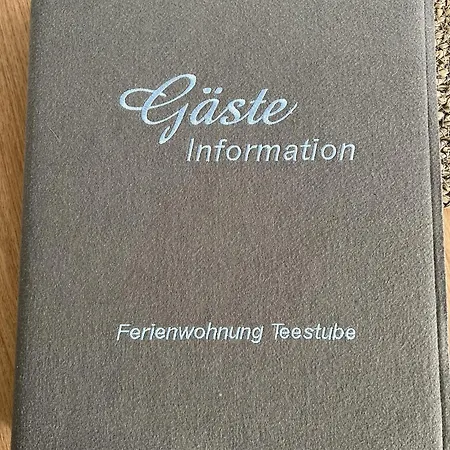 Gäste
Information
Ferienwohnung Teestube